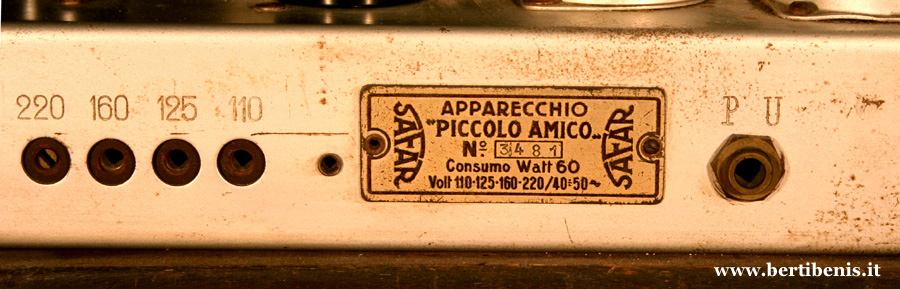 220 160 125 110
APPARECCHIO
"PICCOLO AMICO"
No. 3481
Consumo Watt 60
Volt 110-125-160-220/40÷50~
SAFAR
SAFAR
P U
www.bertibenis.it